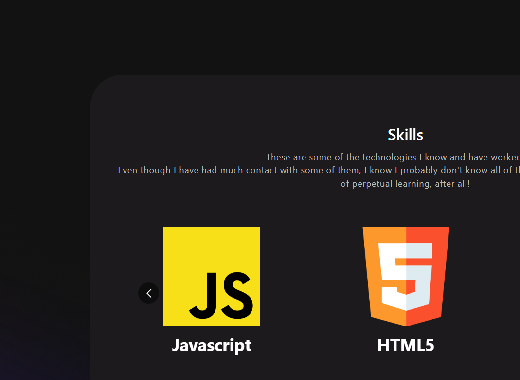 Skills
These are some of the technologies I know and have worked
Even though I have had much contact with some of them, I know I probably don't know all of
of perpetual learning, after all!
JS
5
Javascript
HTML5